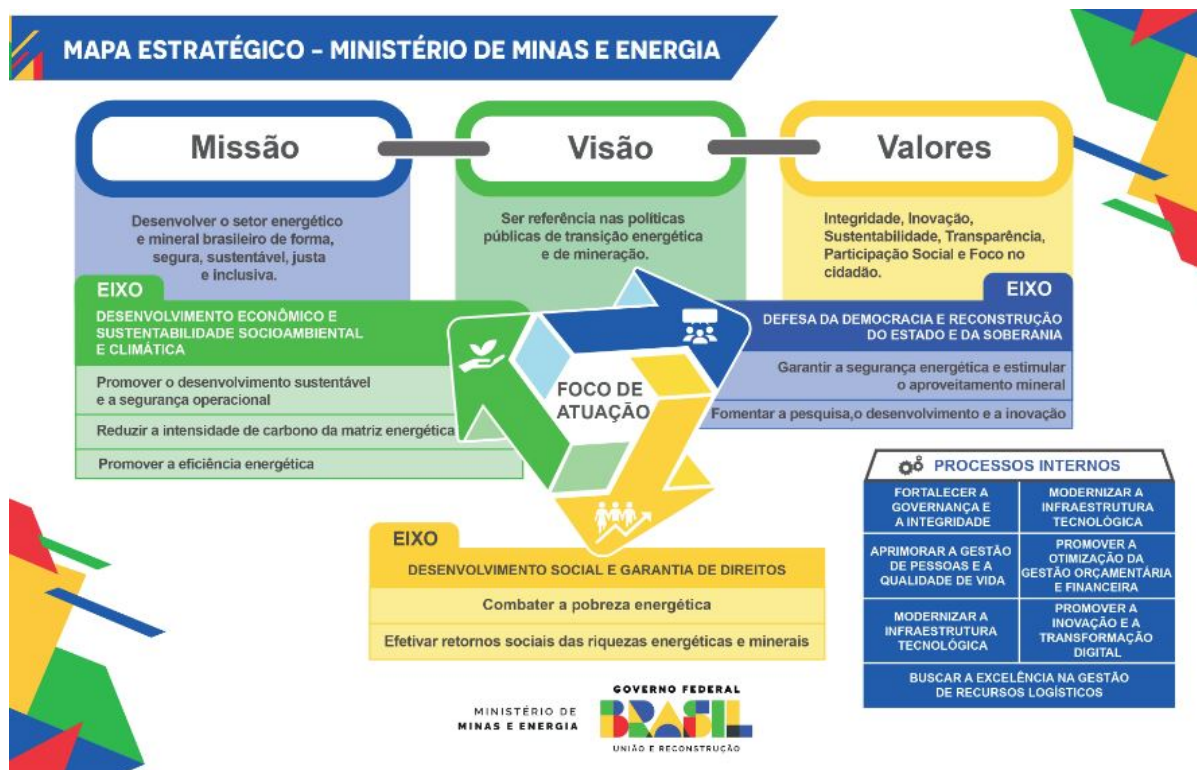 MAPA ESTRATÉGICO – MINISTÉRIO DE MINAS E ENERGIA
Missão
Desenvolver o setor energético
e mineral brasileiro de forma,
segura, sustentável, justa
e inclusiva.
Visão
Ser referência nas políticas
públicas de transição energética
e de mineração.
Valores
Integridade, Inovação,
Sustentabilidade, Transparência,
Participação Social e Foco no
cidadão.
EIXO
DESENVOLVIMENTO ECONÔMICO E
SUSTENTABILIDADE SOCIOAMBIENTAL
E CLIMÁTICA
Promover o desenvolvimento sustentável
e a segurança operacional
Reduzir a intensidade de carbono da matriz energética
Promover a eficiência energética
FOCO DE
ATUAÇÃO
EIXO
DEFESA DA DEMOCRACIA E RECONSTRUÇÃO
DO ESTADO E DA SOBERANIA
Garantir a segurança energética e estimular
o aproveitamento mineral
Fomentar a pesquisa,o desenvolvimento e a inovação
EIXO
DESENVOLVIMENTO SOCIAL E GARANTIA DE DIREITOS
Combater a pobreza energética
Efetivar retornos sociais das riquezas energéticas e minerais
PROCESSOS INTERNOS
FORTALECER A
GOVERNANÇA E
A INTEGRIDADE
MODERNIZAR A
INFRAESTRUTURA
TECNOLÓGICA
APRIMORAR A GESTÃO
DE PESSOAS E A
QUALIDADE DE VIDA
PROMOVER A
OTIMIZAÇÃO DA
GESTÃO ORÇAMENTÁRIA
E FINANCEIRA
MODERNIZAR A
INFRAESTRUTURA
TECNOLÓGICA
PROMOVER A
INOVAÇÃO E A
TRANSFORMAÇÃO
DIGITAL
BUSCAR A EXCELÊNCIA NA GESTÃO
DE RECURSOS LOGÍSTICOS
MINISTÉRIO DE
MINAS E ENERGIA
GOVERNO FEDERAL
BRASIL
UNIÃO E RECONSTRUÇÃO